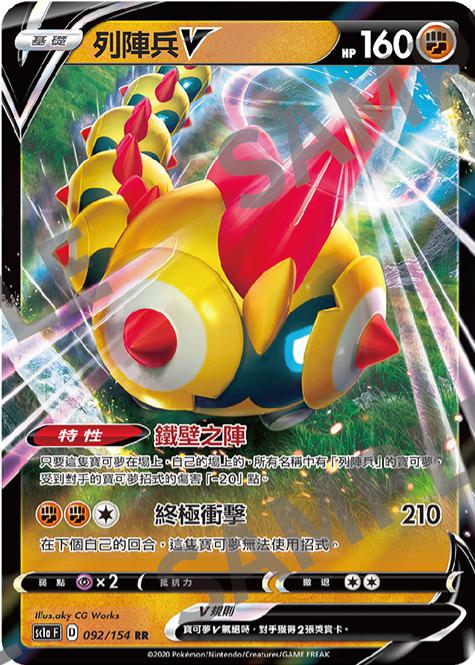 基礎 列陣兵V HP 160
特性 鐵壁之陣
只要這隻寶可夢在場上,自己的場上的,所有名稱中有「列陣兵」的寶可夢,
受到對手的寶可夢招式的傷害「-20」點。
終極衝擊 210
在下個自己的回合,這隻寶可夢無法使用招式。
弱點 ×2 抵抗力 撤退
Illus.aky CG Works
V規則
sc1a F D 092/154 RR
寶可夢V氣絕時,對手獲得2張獎賞卡。
©2020 Pokémon/Nintendo/Creatures/GAME FREAK
SAMPLE